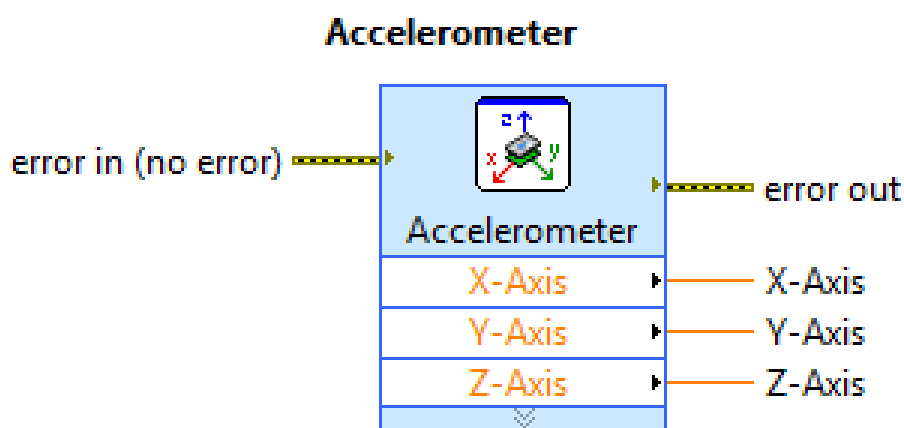 Accelerometer
error in (no error)
z
x
y
error out
Accelerometer
X-Axis
X-Axis
Y-Axis
Y-Axis
Z-Axis
Z-Axis